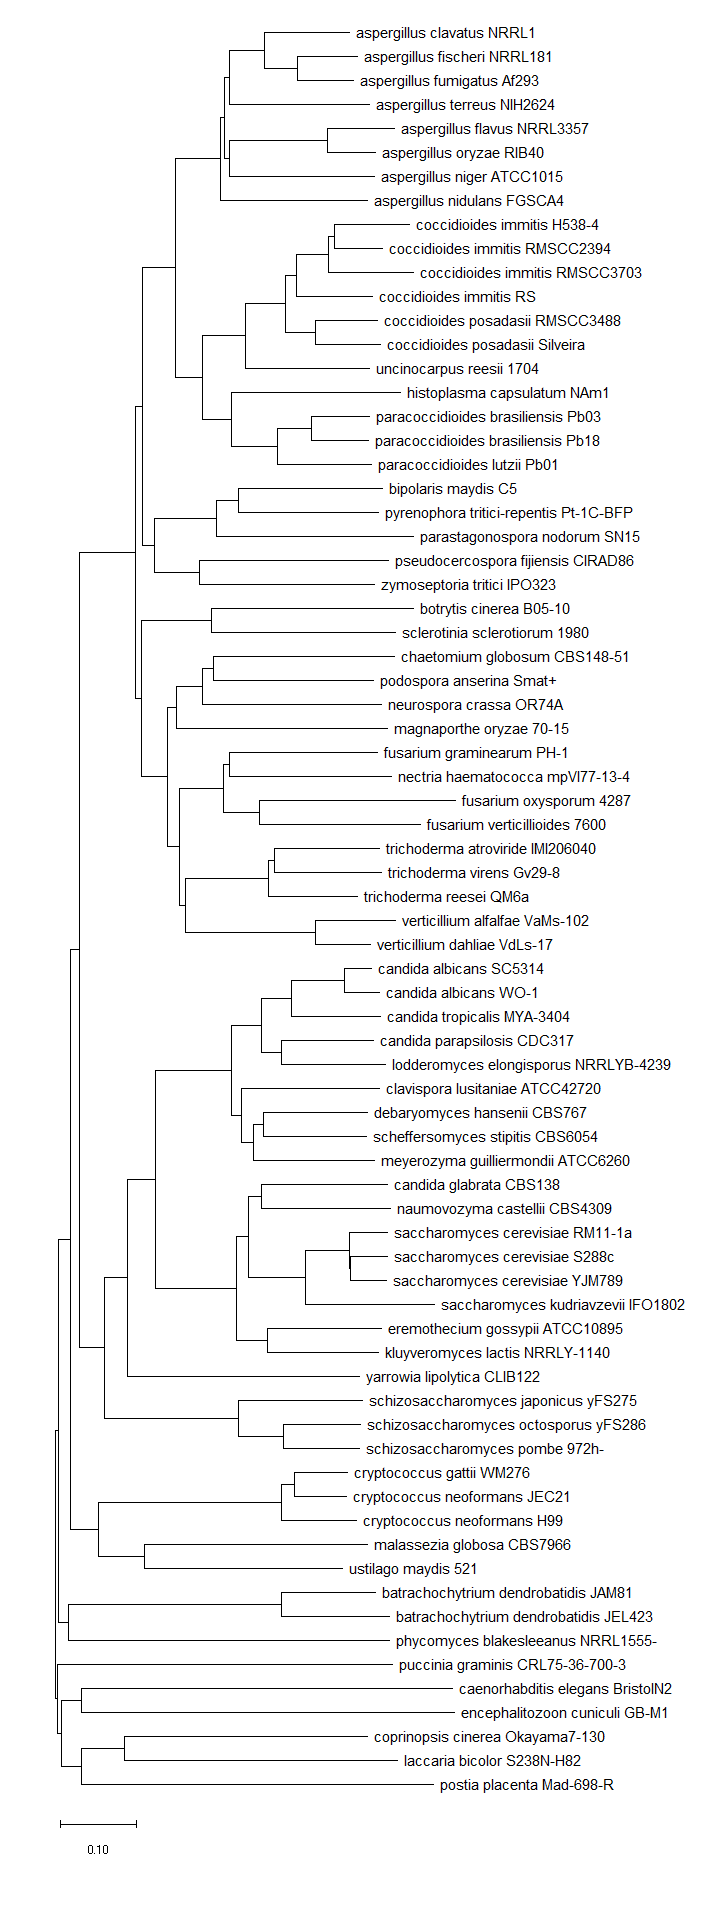 aspergillus clavatus NRRL1
aspergillus fischeri NRRL181
aspergillus fumigatus Af293
aspergillus terreus NIH2624
aspergillus flavus NRRL3357
aspergillus oryzae RIB40
aspergillus niger ATCC1015
aspergillus nidulans FGSCA4
coccidioides immitis H538-4
coccidioides immitis RMSCC2394
coccidioides immitis RMSCC3703
coccidioides immitis RS
coccidioides posadasii RMSCC3488
coccidioides posadasii Silveira
uncinocarpus reesii 1704
histoplasma capsulatum NAm1
paracoccidioides brasiliensis Pb03
paracoccidioides brasiliensis Pb18
paracoccidioides lutzii Pb01
bipolaris maydis C5
pyrenophora tritici-repentis Pt-1C-BFP
parastagonospora nodorum SN15
pseudocercospora fijiensis CIRAD86
zymoseptoria tritici IPO323
botrytis cinerea B05-10
sclerotinia sclerotiorum 1980
chaetomium globosum CBS148-51
podospora anserina Smat+
neurospora crassa OR74A
magnaporthe oryzae 70-15
fusarium graminearum PH-1
nectria haematococca mpVI77-13-4
fusarium oxysporum 4287
fusarium verticillioides 7600
trichoderma atroviride IMI206040
trichoderma virens Gv29-8
trichoderma reesei QM6a
verticillium alfalfae VaMs-102
verticillium dahliae VdLs-17
candida albicans SC5314
candida albicans WO-1
candida tropicalis MYA-3404
candida parapsilosis CDC317
lodderomyces elongisporus NRRLYB-4239
clavispora lusitaniae ATCC42720
debaryomyces hansenii CBS767
scheffersomyces stipitis CBS6054
meyerozyma guilliermondii ATCC6260
candida glabrata CBS138
naumovozyma castellii CBS4309
saccharomyces cerevisiae RM11-1a
saccharomyces cerevisiae S288c
saccharomyces cerevisiae YJM789
saccharomyces kudriavzevii IFO1802
eremothecium gossypii ATCC10895
kluyveromyces lactis NRRLY-1140
yarrowia lipolytica CLIB122
schizosaccharomyces japonicus yFS275
schizosaccharomyces octosporus yFS286
schizosaccharomyces pombe 972h-
cryptococcus gattii WM276
cryptococcus neoformans JEC21
cryptococcus neoformans H99
malassezia globosa CBS7966
ustilago maydis 521
batrachochytrium dendrobatidis JAM81
batrachochytrium dendrobatidis JEL423
phycomyces blakesleeanus NRRL1555-
puccinia graminis CRL75-36-700-3
caenorhabditis elegans BristolN2
encephalitozoon cuniculi GB-M1
coprinopsis cinerea Okayama7-130
laccaria bicolor S238N-H82
postia placenta Mad-698-R
0.10